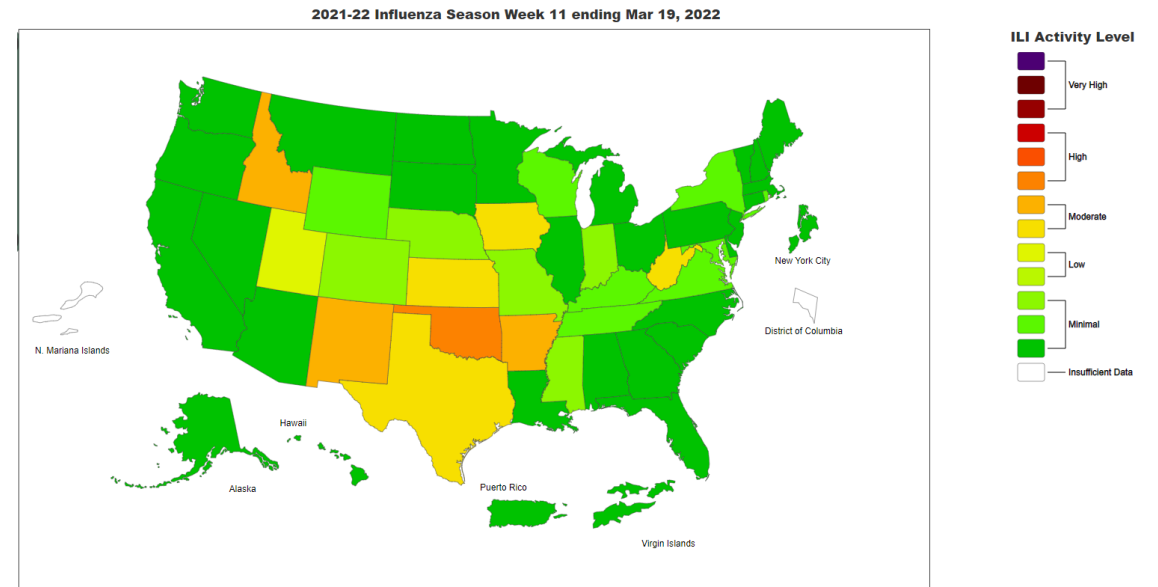 2021-22 Influenza Season Week 11 ending Mar 19, 2022
ILI Activity Level
Very High
High
Moderate
Low
Minimal
Insufficient Data
New York City
District of Columbia
N. Mariana Islands
Hawaii
Alaska
Puerto Rico
Virgin Islands